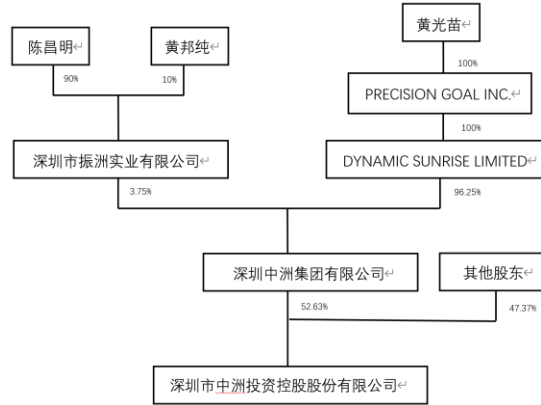 黄光苗
陈昌明
黄邦纯
90%
10%
100%
PRECISION GOAL INC.
100%
深圳市振洲实业有限公司
DYNAMIC SUNRISE LIMITED
3.75%
96.25%
深圳中洲集团有限公司
其他股东
52.63%
47.37%
深圳市中洲投资控股股份有限公司